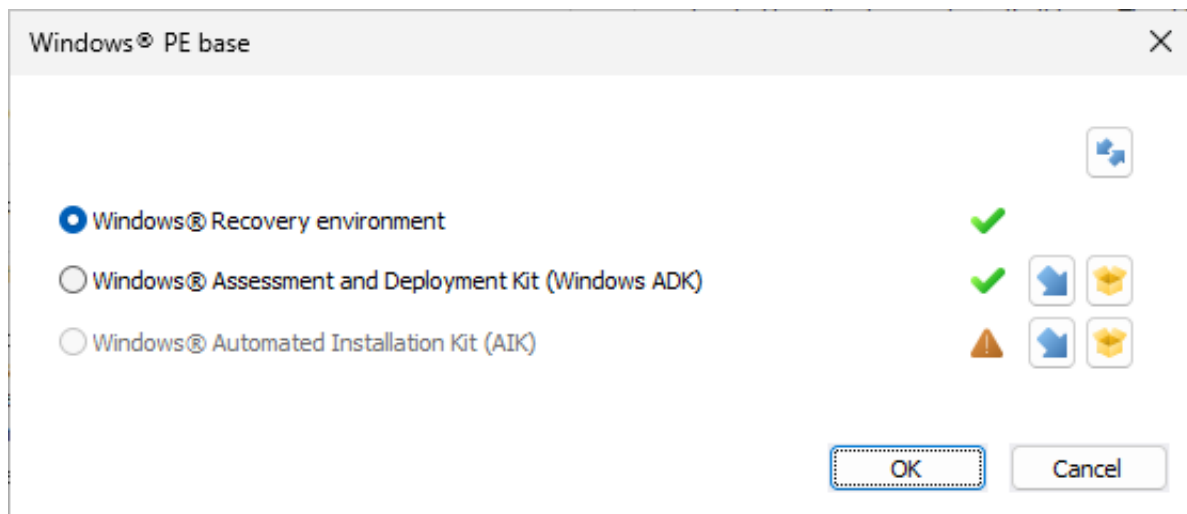 Windows® PE base
Windows® Recovery environment
Windows® Assessment and Deployment Kit (Windows ADK)
Windows® Automated Installation Kit (AIK)
OK
Cancel